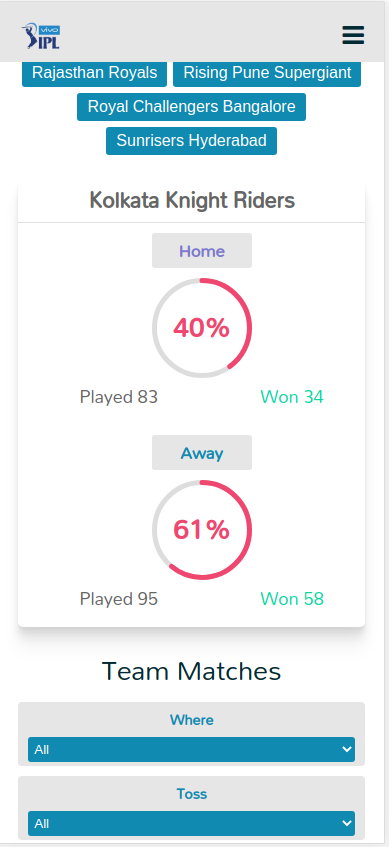 VIVO
IPL
Rajasthan Royals Rising Pune Supergiant
Royal Challengers Bangalore
Sunrisers Hyderabad
Kolkata Knight Riders
Home
40%
Played 83 Won 34
Away
61%
Played 95 Won 58
Team Matches
Where
All
Toss
All